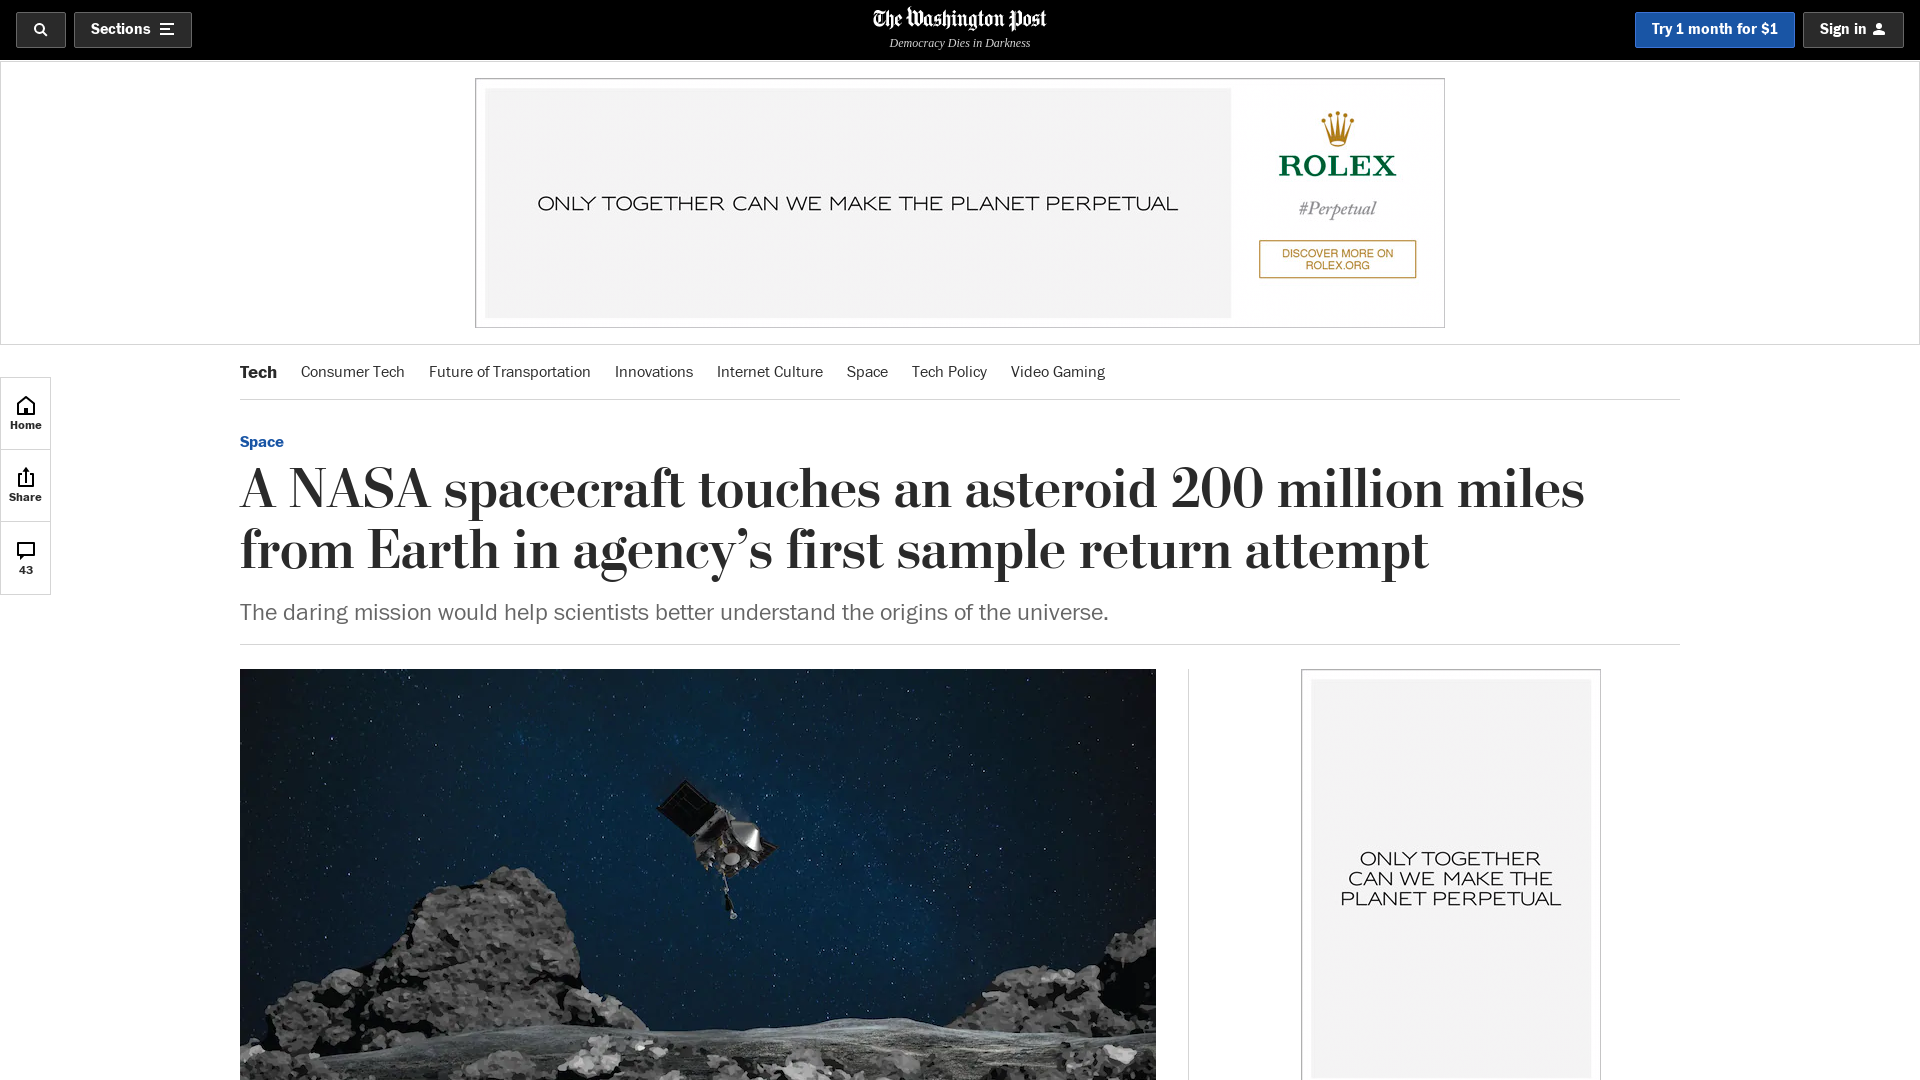 Sections
The Washington Post
Democracy Dies in Darkness
Try 1 month for $1
Sign in
ONLY TOGETHER CAN WE MAKE THE PLANET PERPETUAL
ROLEX
#Perpetual
DISCOVER MORE ON
ROLEX.ORG
Tech
Consumer Tech
Future of Transportation
Innovations
Internet Culture
Space
Tech Policy
Video Gaming
Home
Share
43
Space
A NASA spacecraft touches an asteroid 200 million miles
from Earth in agency’s first sample return attempt
The daring mission would help scientists better understand the origins of the universe.
ONLY TOGETHER
CAN WE MAKE THE
PLANET PERPETUAL